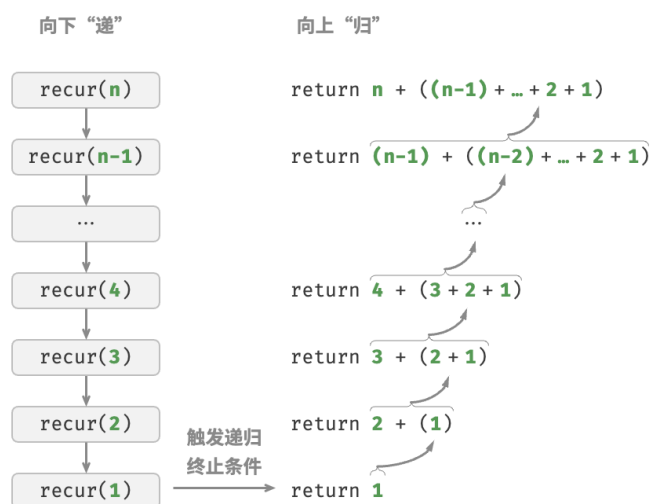 向下“递”
向上“归”
recur(n)
return n + ((n-1) + … + 2 + 1)
recur(n-1)
return (n-1) + ((n-2) + … + 2 + 1)
…
…
recur(4)
return 4 + (3 + 2 + 1)
recur(3)
return 3 + (2 + 1)
recur(2)
return 2 + (1)
触发递归
终止条件
recur(1)
return 1